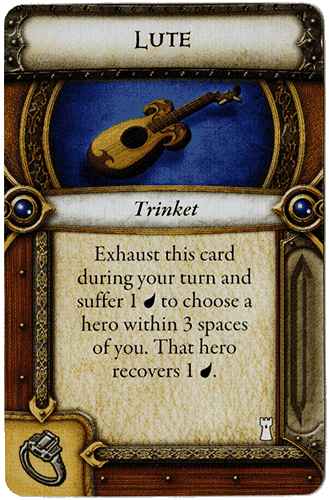 LUTE
Trinket
Exhaust this card
during your turn and
suffer 1 to choose a
hero within 3 spaces
of you. That hero
recovers 1 .